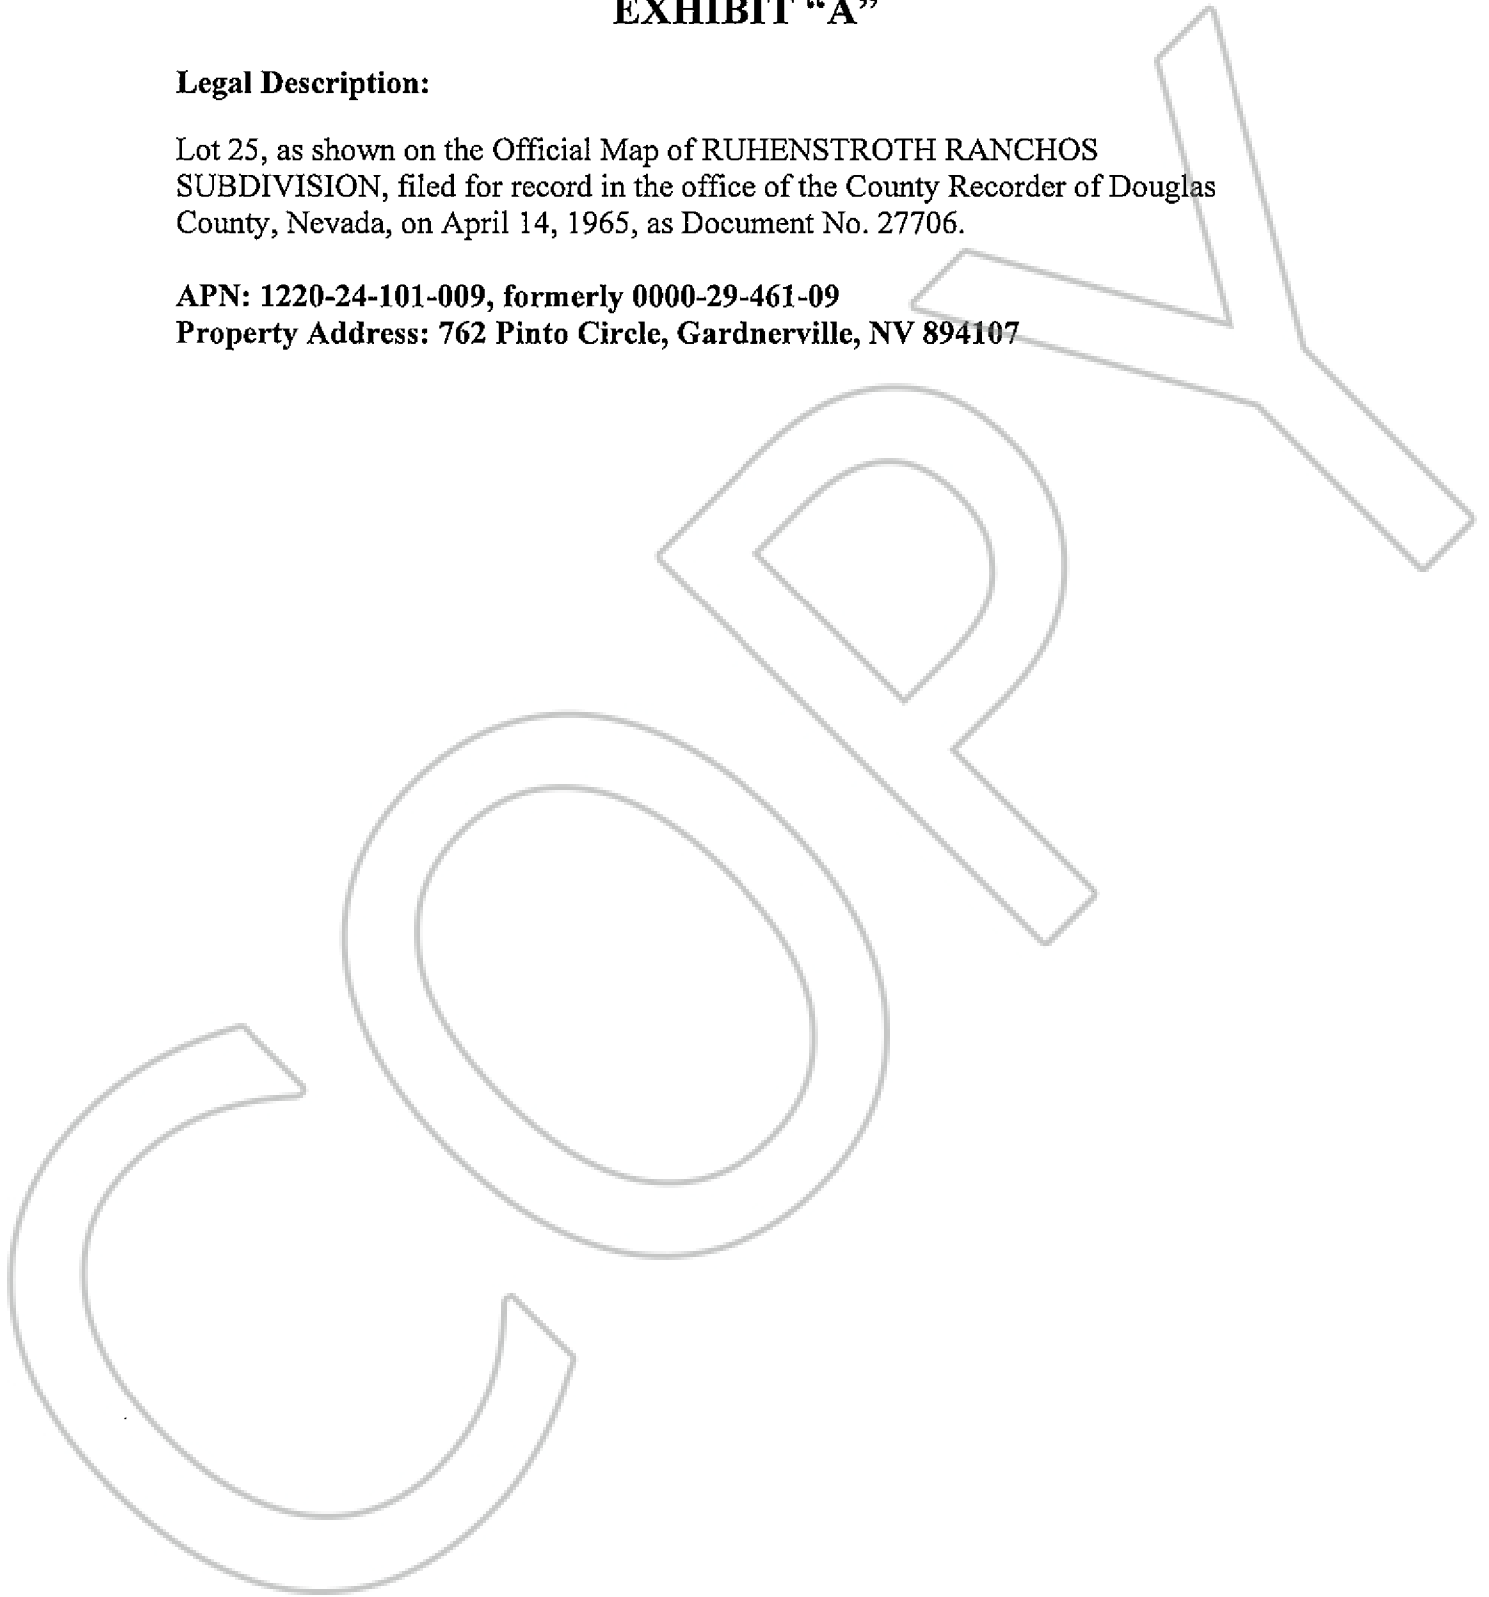 EXHIBIT “A”
Legal Description:
Lot 25, as shown on the Official Map of RUHENSTROTH RANCHOS
SUBDIVISION, filed for record in the office of the County Recorder of Douglas
County, Nevada, on April 14, 1965, as Document No. 27706.
APN: 1220-24-101-009, formerly 0000-29-461-09
Property Address: 762 Pinto Circle, Gardnerville, NV 894107
COPY